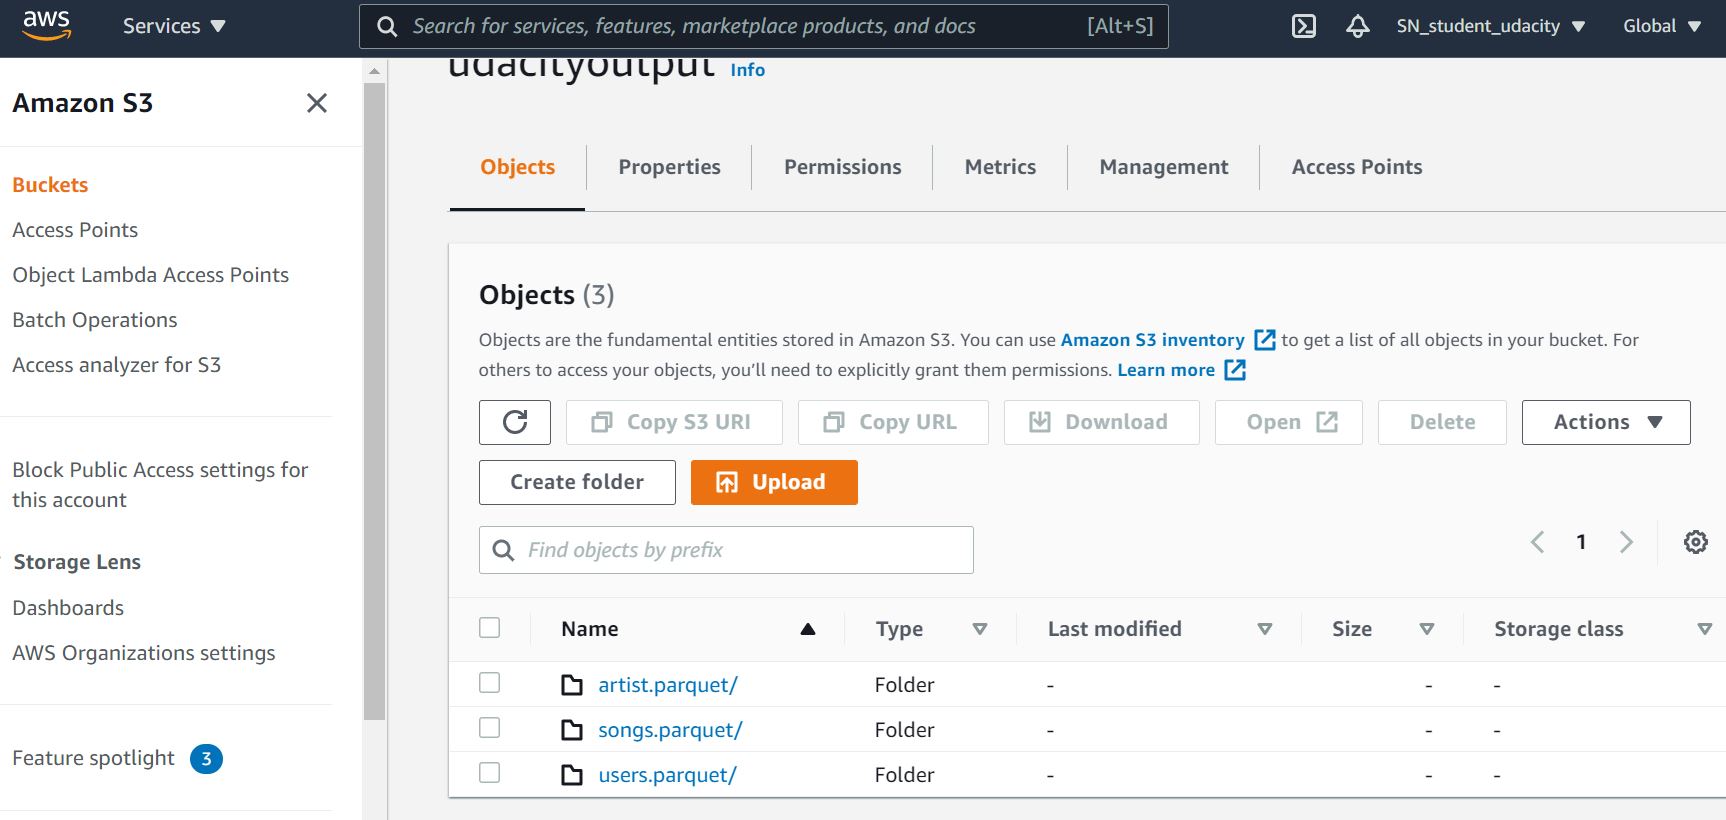 aws Services Search for services, features, marketplace products, and docs [Alt+S] SN_student_udacity Global
Amazon S3
Buckets
Access Points
Object Lambda Access Points
Batch Operations
Access analyzer for S3
Block Public Access settings for
this account
Storage Lens
Dashboards
AWS Organizations settings
Feature spotlight 3
udacityoutput Info
Objects Properties Permissions Metrics Management Access Points
Objects (3)
Objects are the fundamental entities stored in Amazon S3. You can use Amazon S3 inventory to get a list of all objects in your bucket. For
others to access your objects, you’ll need to explicitly grant them permissions. Learn more
Copy S3 URI Copy URL Download Open Delete Actions
Create folder Upload
Find objects by prefix 1
Name Type Last modified Size Storage class
artist.parquet/ Folder - - -
songs.parquet/ Folder - - -
users.parquet/ Folder - - -